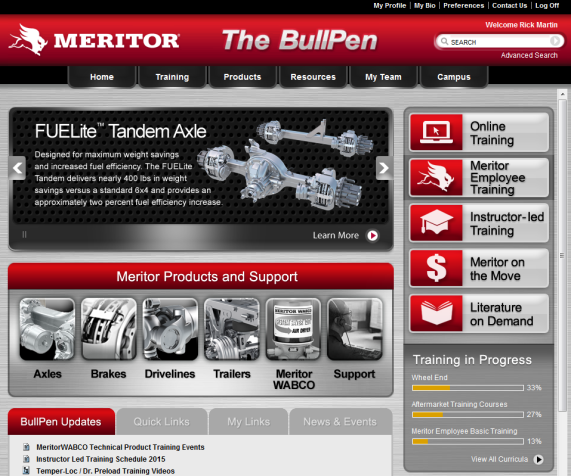 My Profile | My Bio | Preferences | Contact Us | Log Off
MERITOR
The BullPen
Welcome Rick Martin
SEARCH
Advanced Search
Home
Training
Products
Resources
My Team
Campus
FUELite™ Tandem Axle
Designed for maximum weight savings
and increased fuel efficiency. The FUELite
Tandem delivers nearly 400 lbs in weight
savings versus a standard 6x4 and provides an
approximately two percent fuel efficiency increase.
Learn More
Online
Training
Meritor
Employee
Training
Instructor-led
Training
$
Meritor on
the Move
Literature
on Demand
Meritor Products and Support
MERITOR WABCO
Axles
Brakes
Drivelines
Trailers
Meritor
WABCO
Support
Training in Progress
Wheel End
33%
Aftermarket Training Courses
27%
Meritor Employee Basic Training
13%
View All Curricula
BullPen Updates
Quick Links
My Links
News & Events
MeritorWABCO Technical Product Training Events
Instructor Led Training Schedule 2015
Temper-Loc / Dr. Preload Training Videos